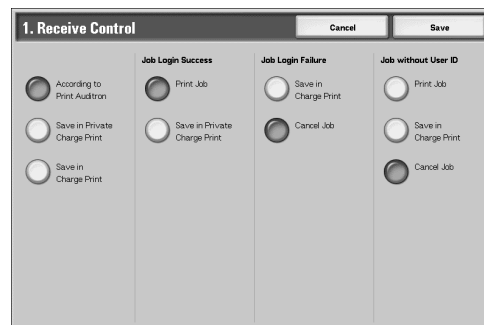 1. Receive Control
Cancel
Save
According to
Print Auditron
Save in Private
Charge Print
Save in
Charge Print
Job Login Success
Print Job
Save in Private
Charge Print
Job Login Failure
Save in
Charge Print
Cancel Job
Job without User ID
Print Job
Save in
Charge Print
Cancel Job